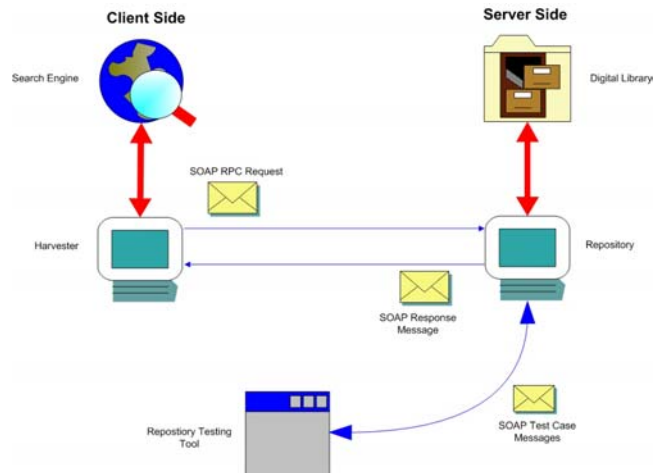 Client Side
Server Side
Search Engine
Digital Library
SOAP RPC Request
Harvester
Repository
SOAP Response
Message
Repostiory Testing
Tool
SOAP Test Case
Messages